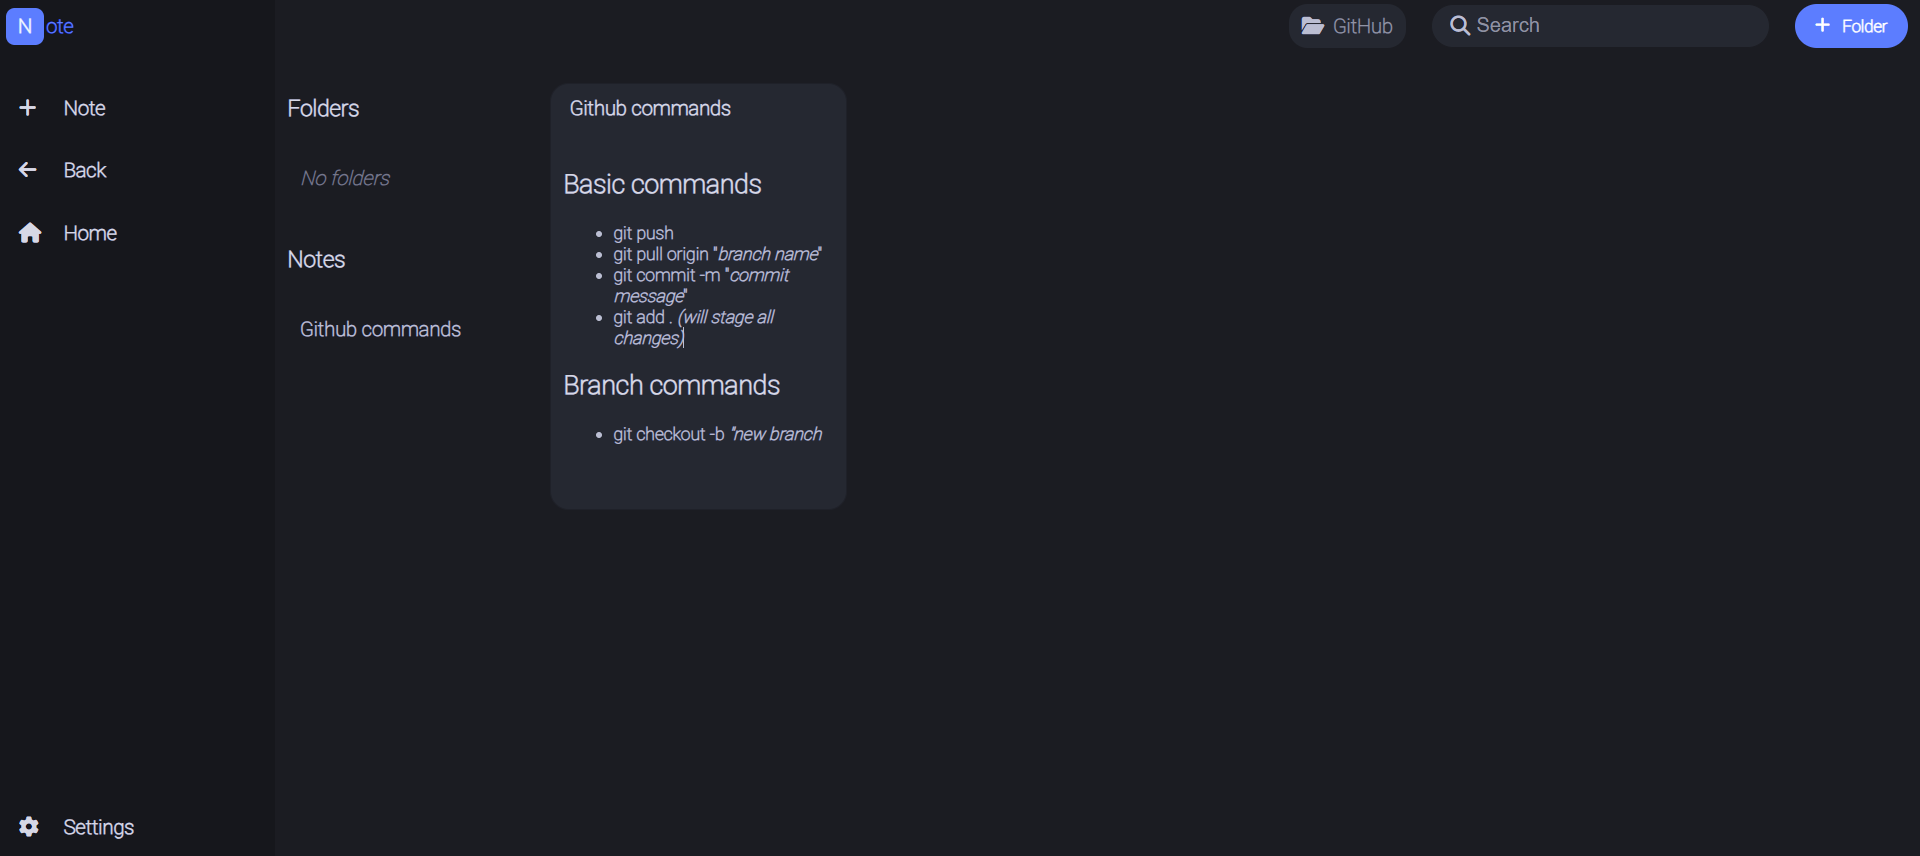 Note
GitHub
Search
Folder
Note
Back
Home
Settings
Folders
No folders
Notes
Github commands
Github commands
Basic commands
git push
git pull origin "branch name"
git commit -m "commit
message"
git add . (will stage all
changes)
Branch commands
git checkout -b "new branch